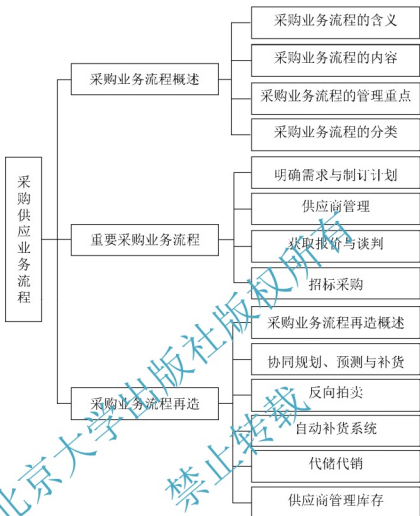 采购供应业务流程
采购业务流程概述
采购业务流程的含义
采购业务流程的内容
采购业务流程的管理重点
采购业务流程的分类
重要采购业务流程
明确需求与制订计划
供应商管理
获取报价与谈判
招标采购
采购业务流程再造
采购业务流程再造概述
协同规划、预测与补货
反向拍卖
自动补货系统
代储代销
供应商管理库存
北京大学出版社版权所有
禁止转载